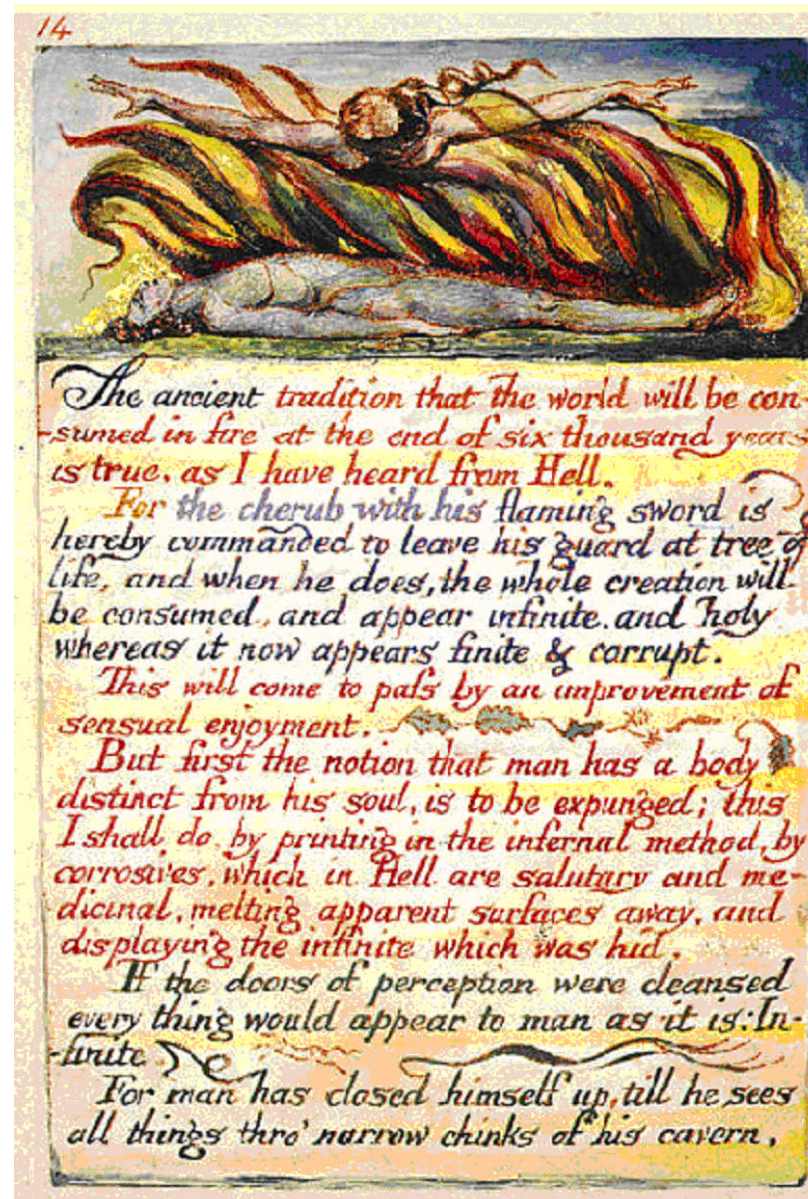 14
The ancient tradition that the world will be con-
-sumed in fire at the end of six thousand years
is true. as I have heard from Hell.
For the cherub with his flaming sword is
hereby commanded to leave his guard at tree of
life, and when he does, the whole creation will
be consumed, and appear infinite. and holy
whereas it now appears finite & corrupt.
This will come to paſs by an improvement of
sensual enjoyment.
But first the notion that man has a body
distinct from his soul, is to be expunged; this
I shall do, by printing in the infernal method, by
corrosives, which in Hell are salutary and me-
dicinal, melting apparent surfaces away, and
displaying the infinite which was hid.
If the doors of perception were cleansed
every thing would appear to man as it is: In-
-finite
For man has closed himself up, till he sees
all things thro' narrow chinks of his cavern.